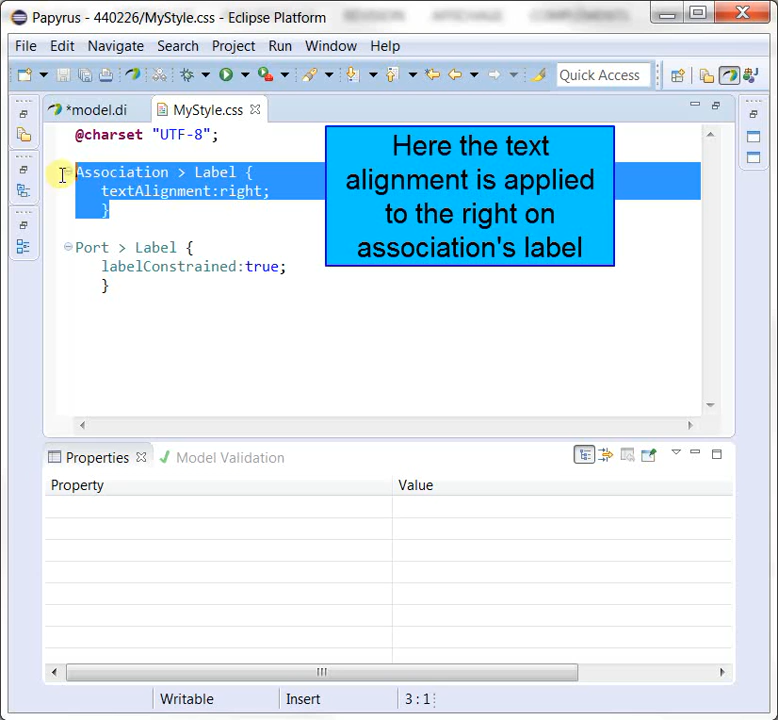 Papyrus - 440226/MyStyle.css - Eclipse Platform
File Edit Navigate Search Project Run Window Help
Quick Access
*model.di MyStyle.css
@charset "UTF-8";
Association > Label {
textAlignment:right;
}
Port > Label {
labelConstrained:true;
}
Here the text
alignment is applied
to the right on
association's label
Properties Model Validation
Property Value
Writable Insert 3 : 1